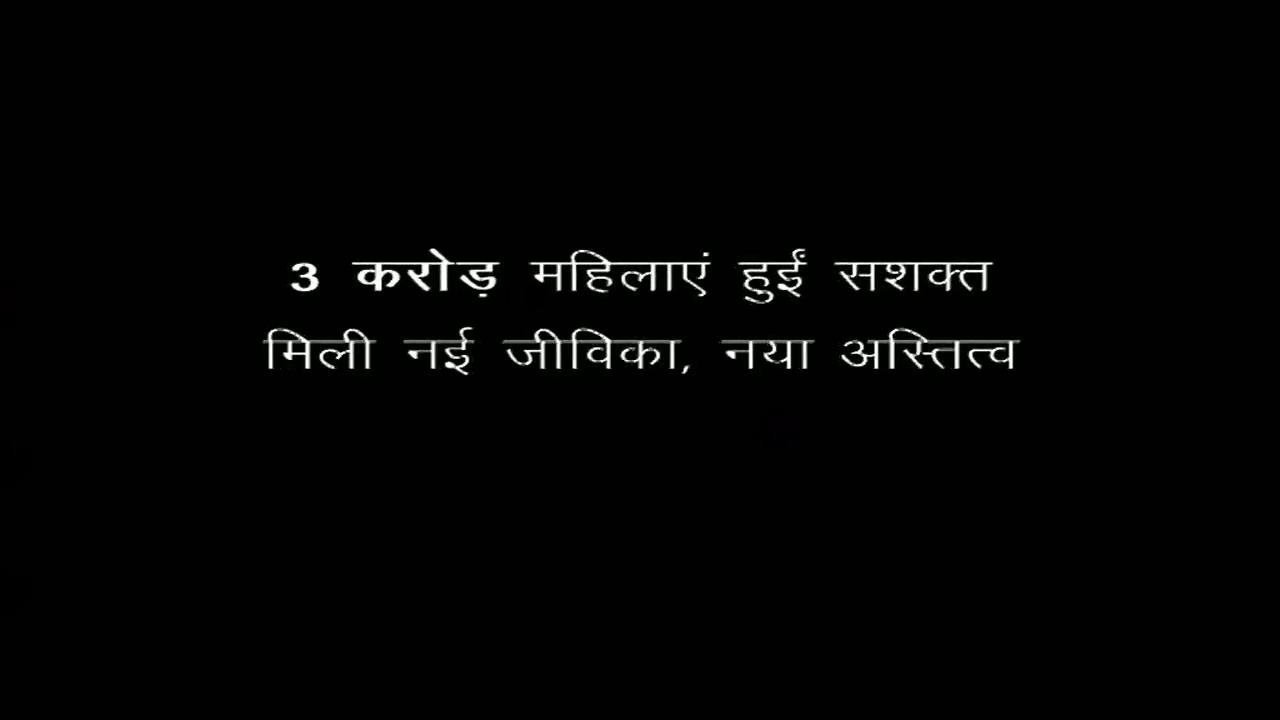 3 करोड़ महिलाएं हुईं सशक्त
मिली नई जीविका, नया अस्तित्व